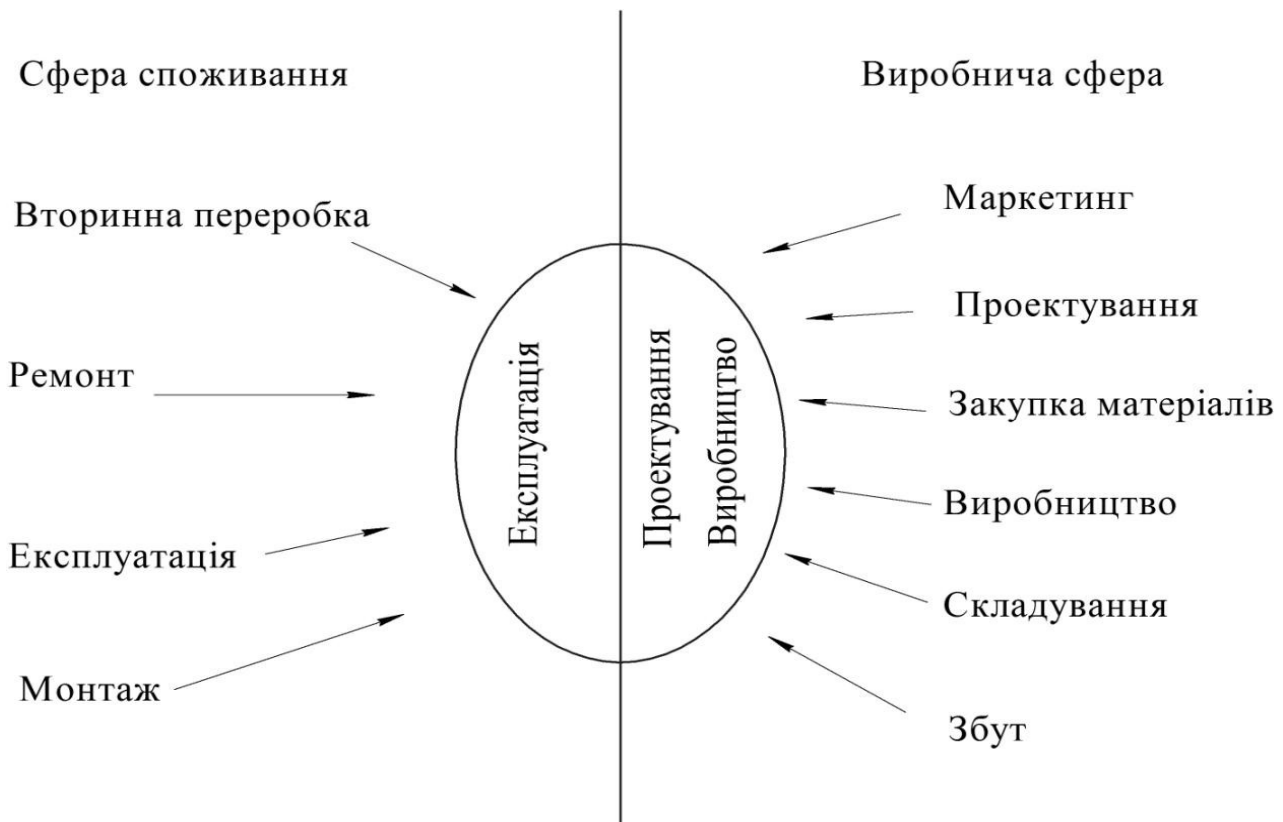 Сфера споживання
Виробнича сфера
Вторинна переробка
Ремонт
Експлуатація
Монтаж
Експлуатація
Проектування
Виробництво
Маркетинг
Проектування
Закупка матеріалів
Виробництво
Складування
Збут